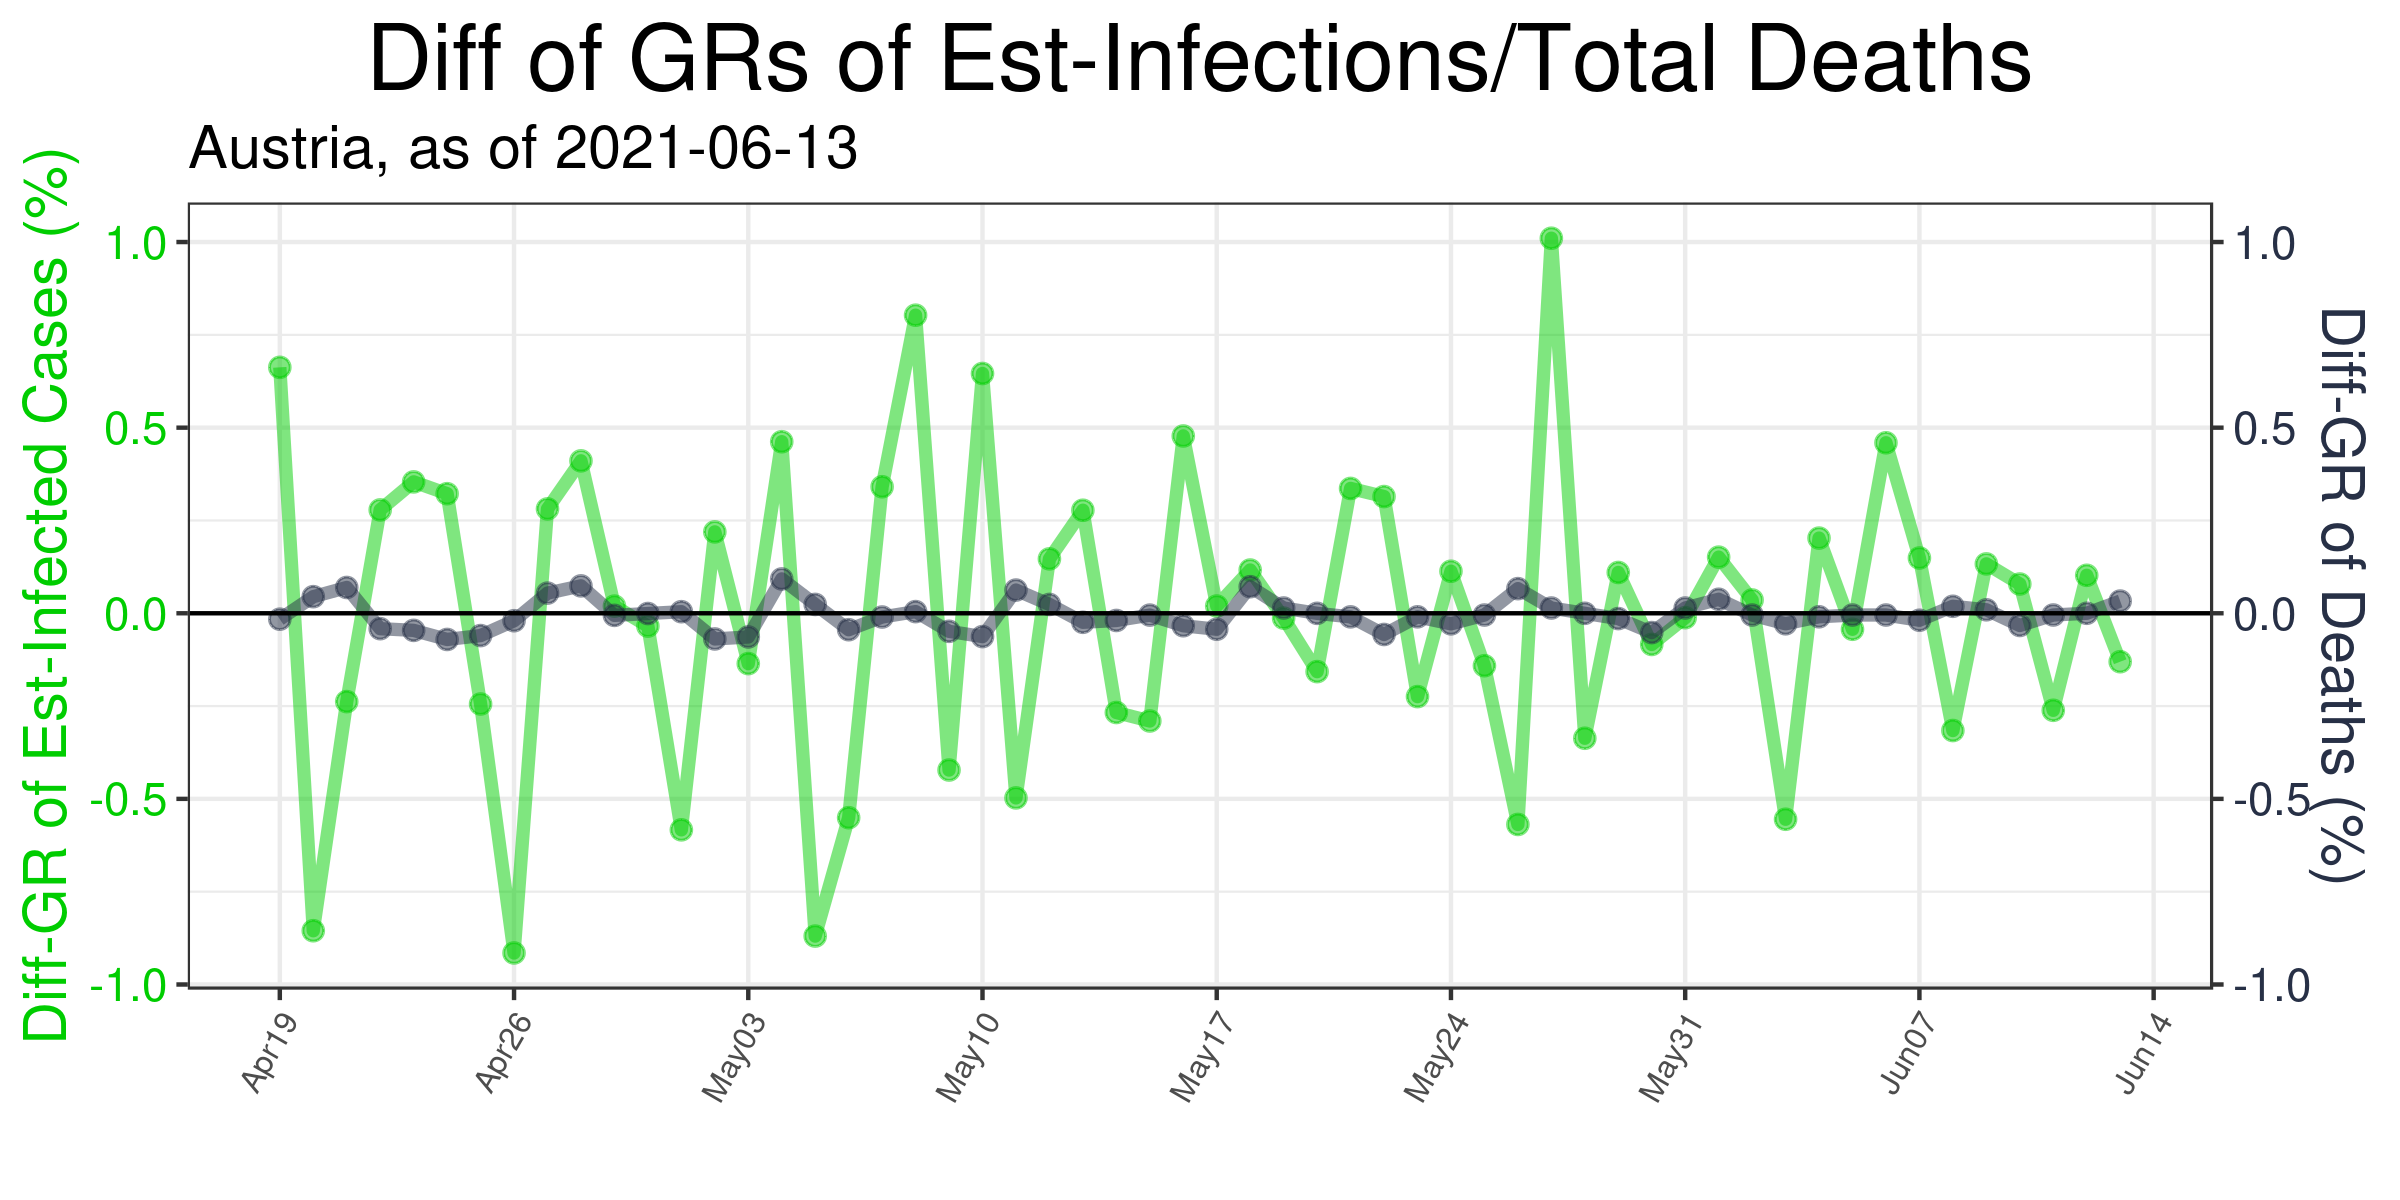 Diff of GRs of Est-Infections/Total Deaths
Austria, as of 2021-06-13
Diff-GR of Est-Infected Cases (%)
1.0
0.5
0.0
-0.5
-1.0
1.0
0.5
0.0
-0.5
-1.0
Diff-GR of Deaths (%)
Apr19
Apr26
May03
May10
May17
May24
May31
Jun07
Jun14